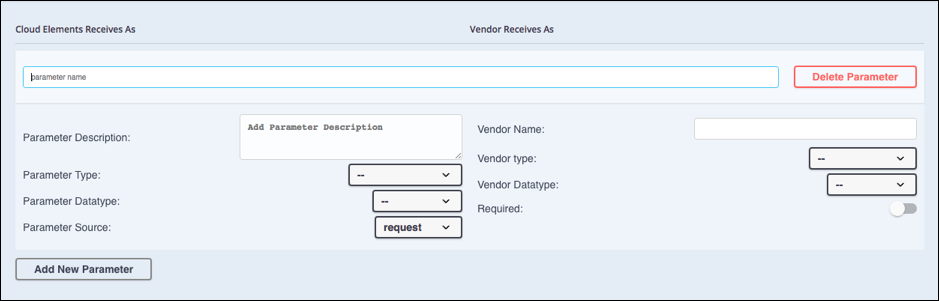 Cloud Elements Receives As
Vendor Receives As
parameter name
Delete Parameter
Parameter Description:
Add Parameter Description
Parameter Type:
--
Parameter Datatype:
--
Parameter Source:
request
Vendor Name:
Vendor type:
--
Vendor Datatype:
--
Required:
Add New Parameter